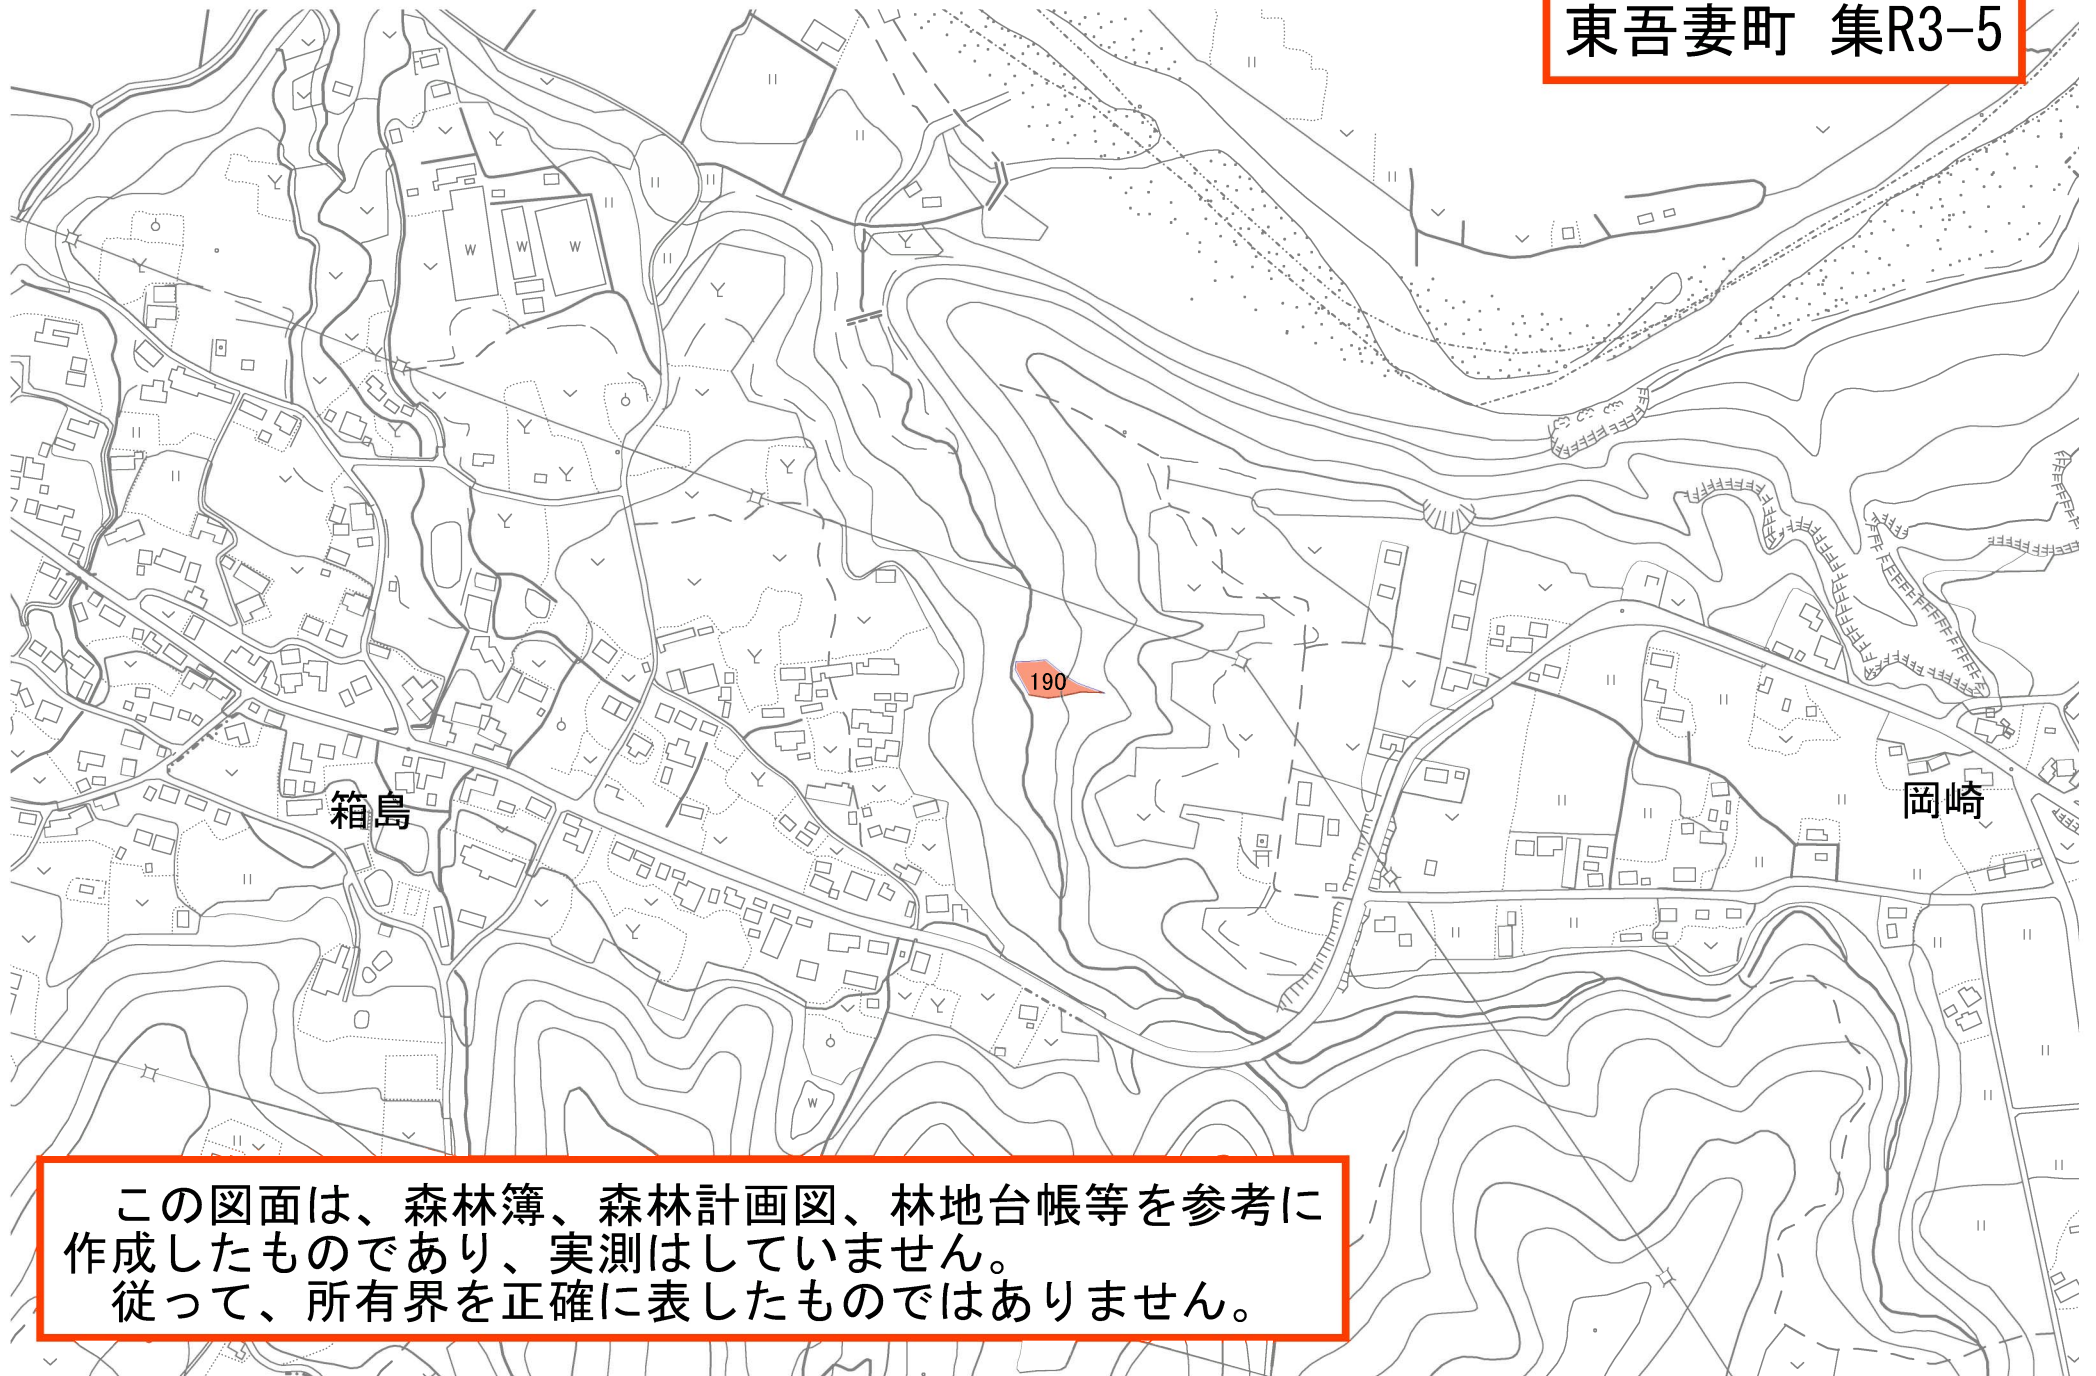 東吾妻町 集R3-5
190
箱島
岡崎
この図面は、森林簿、森林計画図、林地台帳等を参考に
作成したものであり、実測はしていません。
従って、所有界を正確に表したものではありません。